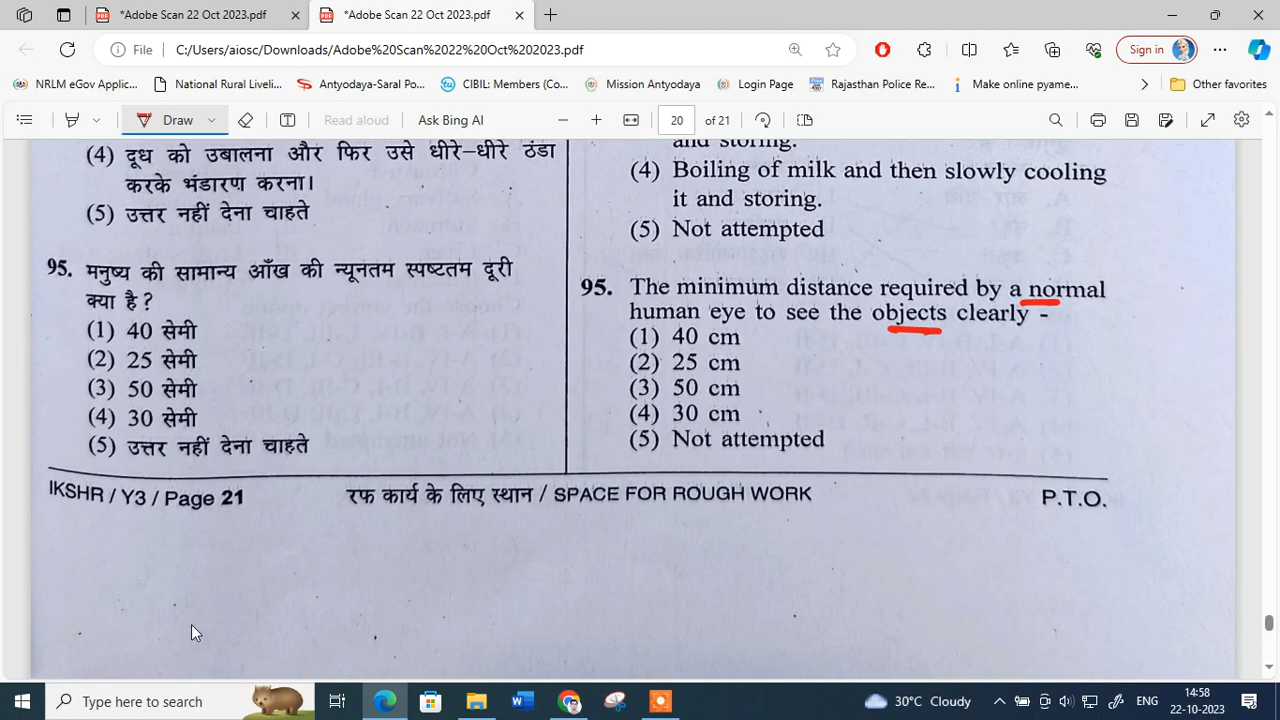 *Adobe Scan 22 Oct 2023.pdf
*Adobe Scan 22 Oct 2023.pdf
File
C:/Users/aiosc/Downloads/Adobe%20Scan%2022%20Oct%202023.pdf
Sign in
NRLM eGov Applic...
National Rural Liveli...
Antyodaya-Saral Po...
CIBIL: Members (Co...
Mission Antyodaya
Login Page
Rajasthan Police Re...
Make online pyame...
Other favorites
Draw
Read aloud
Ask Bing AI
20
of 21
(4) दूध को उबालना और फिर उसे धीरे-धीरे ठंडा
करके भंडारण करना।
(5) उत्तर नहीं देना चाहते
95. मनुष्य की सामान्य आँख की न्यूनतम स्पष्टतम दूरी
क्या है ?
(1) 40 सेमी
(2) 25 सेमी
(3) 50 सेमी
(4) 30 सेमी
(5) उत्तर नहीं देना चाहते
and storing.
(4) Boiling of milk and then slowly cooling
it and storing.
(5) Not attempted
95. The minimum distance required by a normal
human eye to see the objects clearly -
(1) 40 cm
(2) 25 cm
(3) 50 cm
(4) 30 cm
(5) Not attempted
IKSHR / Y3 / Page 21
रफ कार्य के लिए स्थान / SPACE FOR ROUGH WORK
P.T.O.
Type here to search
30°C Cloudy
ENG
14:58
22-10-2023